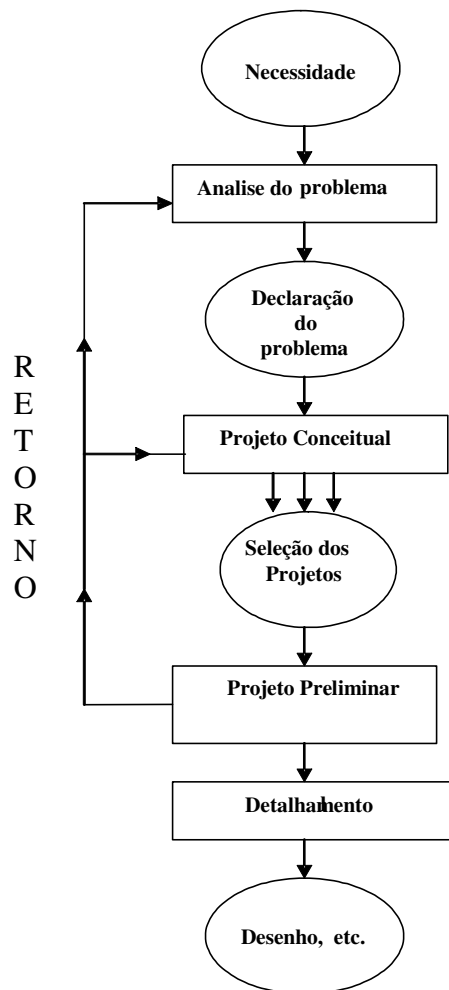 Necessidade
Analise do problema
Declaração
do
problema
R
E
T
O
R
N
O
Projeto Conceitual
Seleção dos
Projetos
Projeto Preliminar
Detalhamento
Desenho, etc.